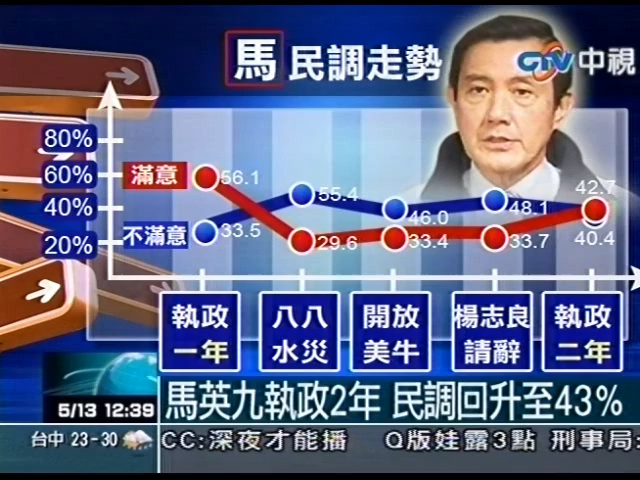 馬 民調走勢
CTV 中視
80%
60%
40%
20%
滿意
不滿意
56.1
33.5
55.4
29.6
46.0
33.4
48.1
33.7
42.7
40.4
執政一年
八八水災
開放美牛
楊志良請辭
執政二年
5/13 12:39
馬英九執政2年 民調回升至43%
台中 23-30
CC:深夜才能播 Q版娃露3點 刑事局: